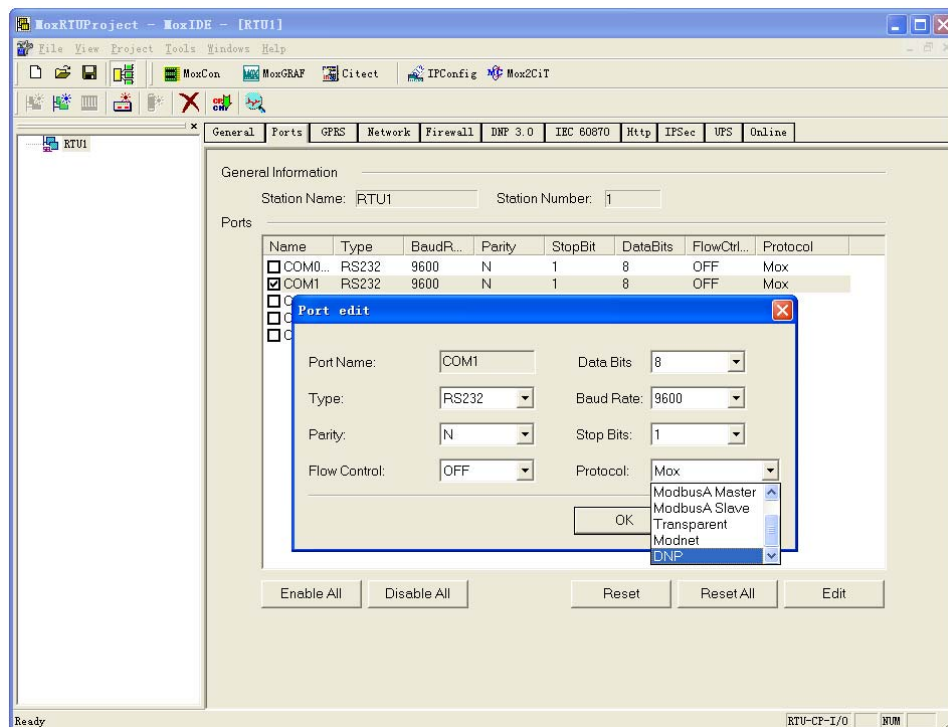 MoxRTUProject - MoxIDE - [RTU1]
File View Project Tools Windows Help
MoxCon MoxGRAF Citect IPConfig Mox2CiT
RTU1
General Ports GPRS Network Firewall DNP 3.0 IEC 60870 Http IPSec UPS Online
General Information
Station Name: RTU1 Station Number: 1
Ports
Name Type BaudR... Parity StopBit DataBits FlowCtrl... Protocol
COM0... RS232 9600 N 1 8 OFF Mox
COM1 RS232 9600 N 1 8 OFF Mox
Port edit
Port Name: COM1 Data Bits 8
Type: RS232 Baud Rate: 9600
Parity: N Stop Bits: 1
Flow Control: OFF Protocol: Mox
ModbusA Master
ModbusA Slave
Transparent
Modnet
DNP
OK
Enable All Disable All Reset Reset All Edit
Ready RTU-CP-I/O NUM